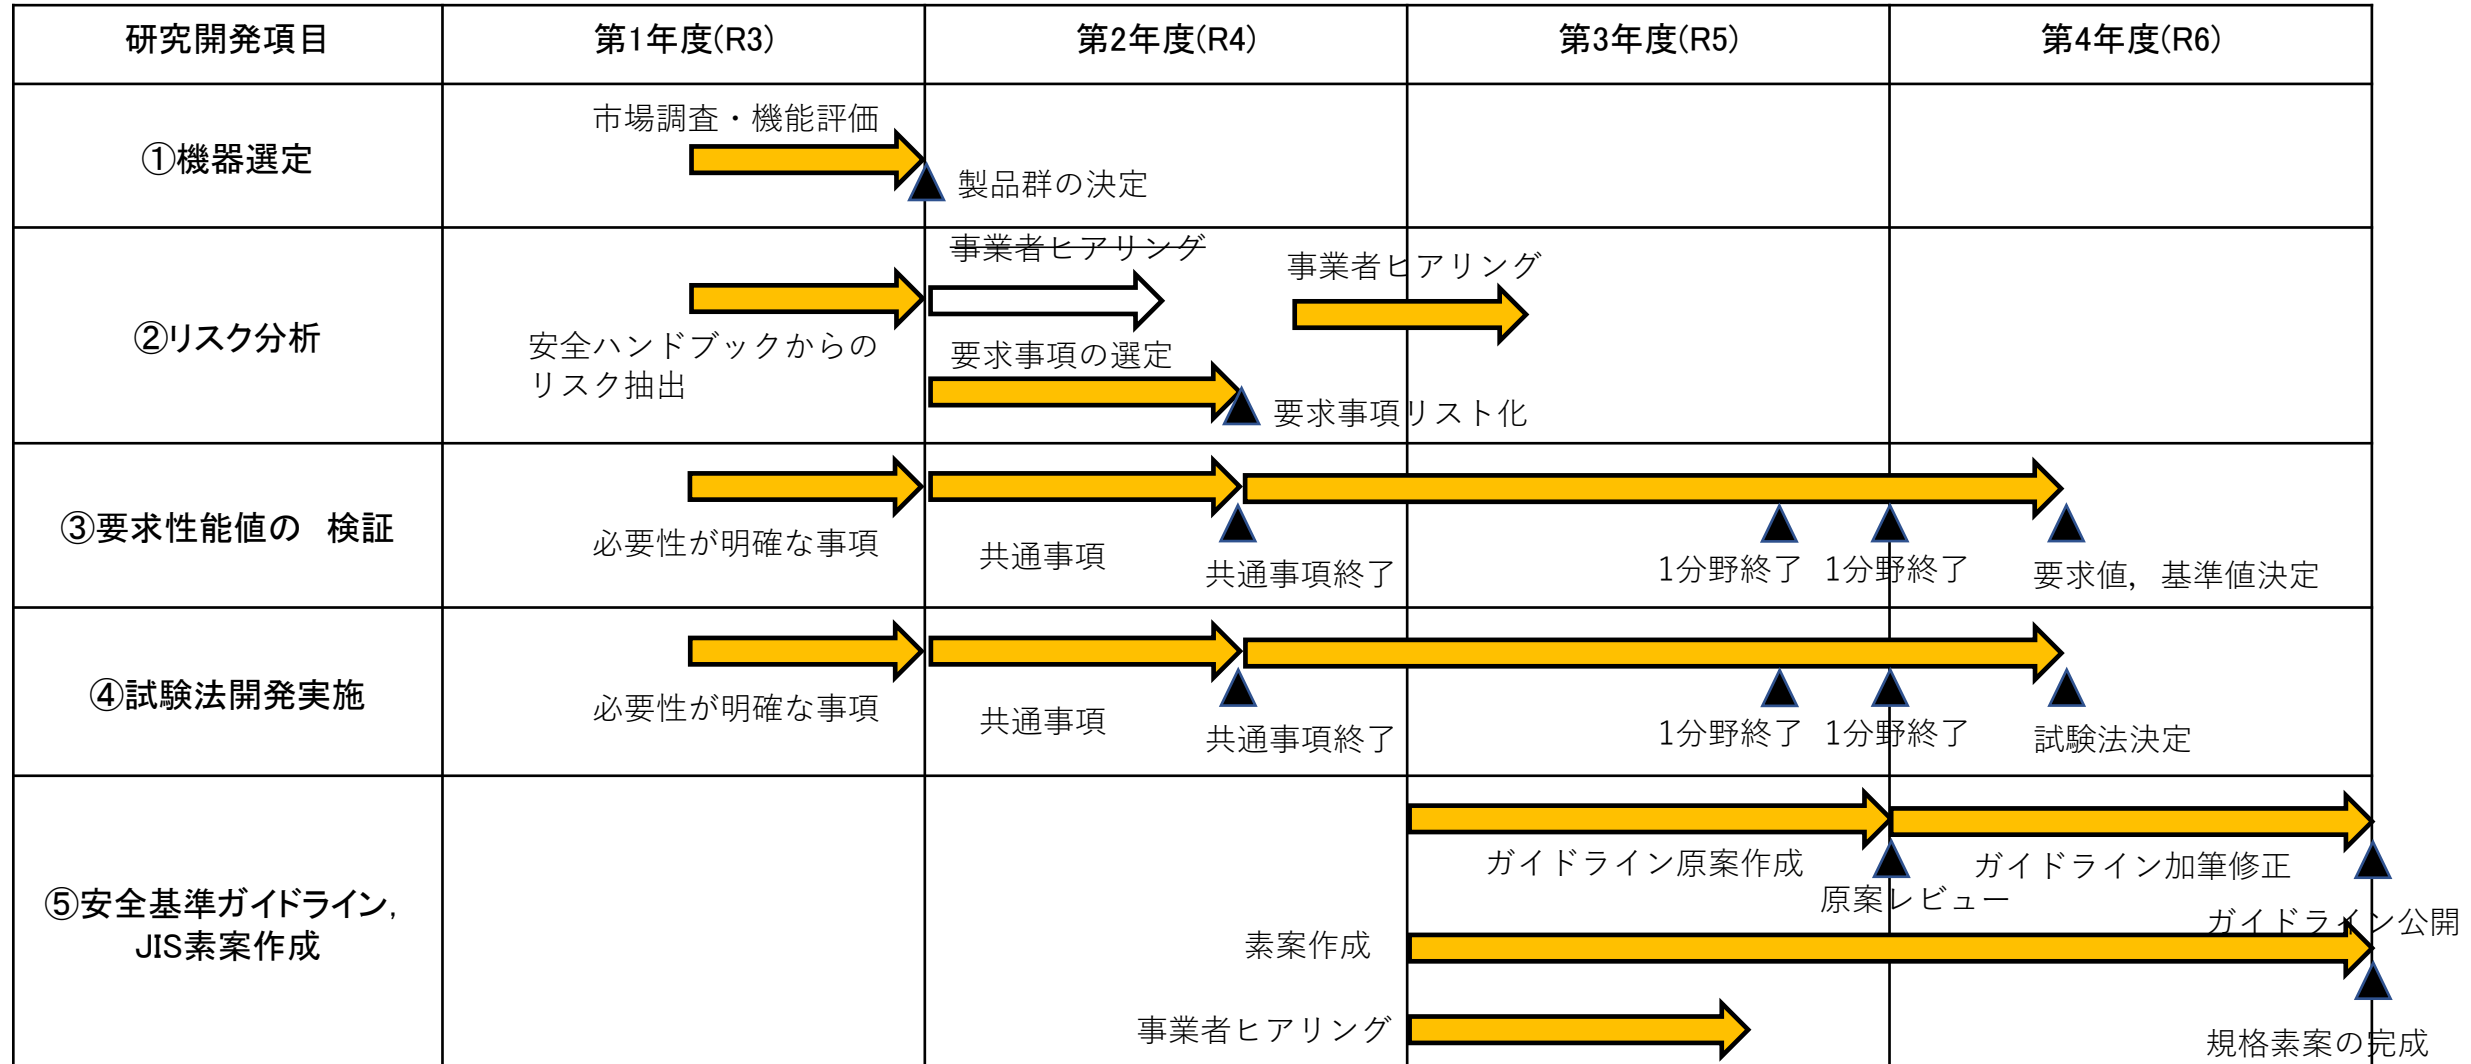 研究開発項目
第1年度(R3)
第2年度(R4)
第3年度(R5)
第4年度(R6)
①機器選定
市場調査・機能評価
製品群の決定
②リスク分析
安全ハンドブックからの
リスク抽出
事業者ヒアリング
要求事項の選定
事業者ヒアリング
要求事項リスト化
③要求性能値の　検証
必要性が明確な事項
共通事項
共通事項終了
1分野終了
1分野終了
要求値，基準値決定
④試験法開発実施
必要性が明確な事項
共通事項
共通事項終了
1分野終了
1分野終了
試験法決定
⑤安全基準ガイドライン，
JIS素案作成
ガイドライン原案作成
原案レビュー
ガイドライン加筆修正
ガイドライン公開
素案作成
事業者ヒアリング
規格素案の完成